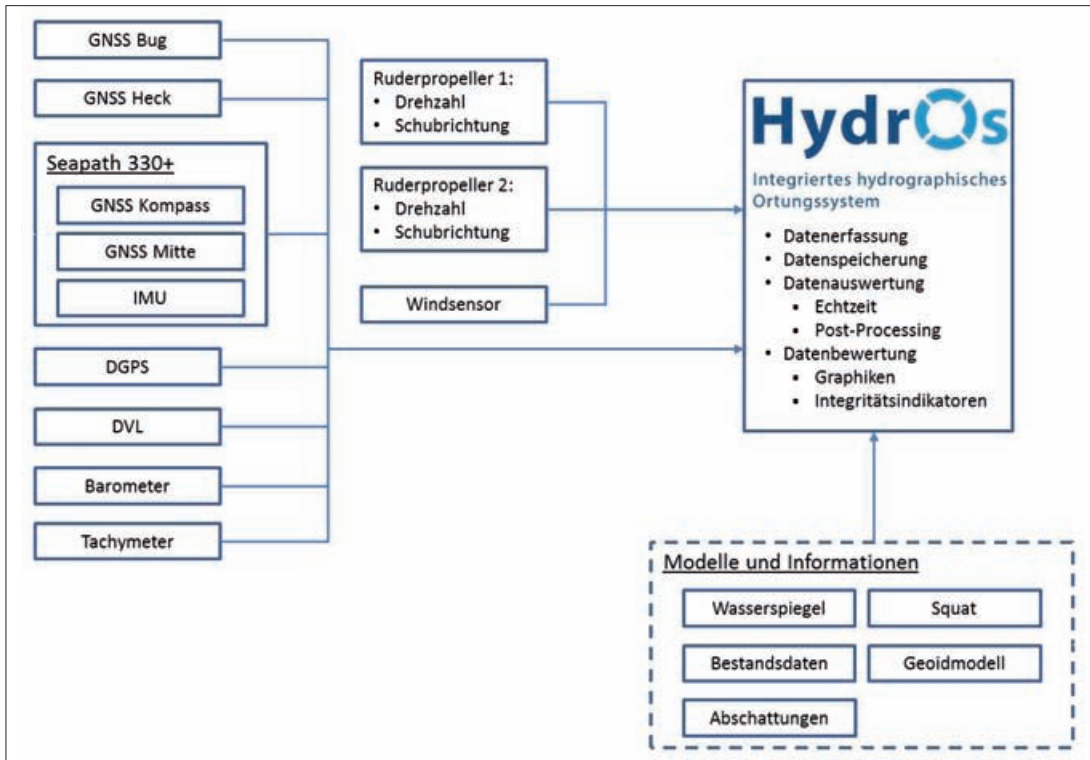 GNSS Bug
GNSS Heck
Seapath 330+
GNSS Kompass
GNSS Mitte
IMU
DGPS
DVL
Barometer
Tachymeter
Ruderpropeller 1:
• Drehzahl
• Schubrichtung
Ruderpropeller 2:
• Drehzahl
• Schubrichtung
Windsensor
HydrOs
Integriertes hydrographisches
Ortungssystem
• Datenerfassung
• Datenspeicherung
• Datenauswertung
▪ Echtzeit
▪ Post-Processing
• Datenbewertung
▪ Graphiken
▪ Integritätsindikatoren
Modelle und Informationen
Wasserspiegel
Squat
Bestandsdaten
Geoidmodell
Abschattungen